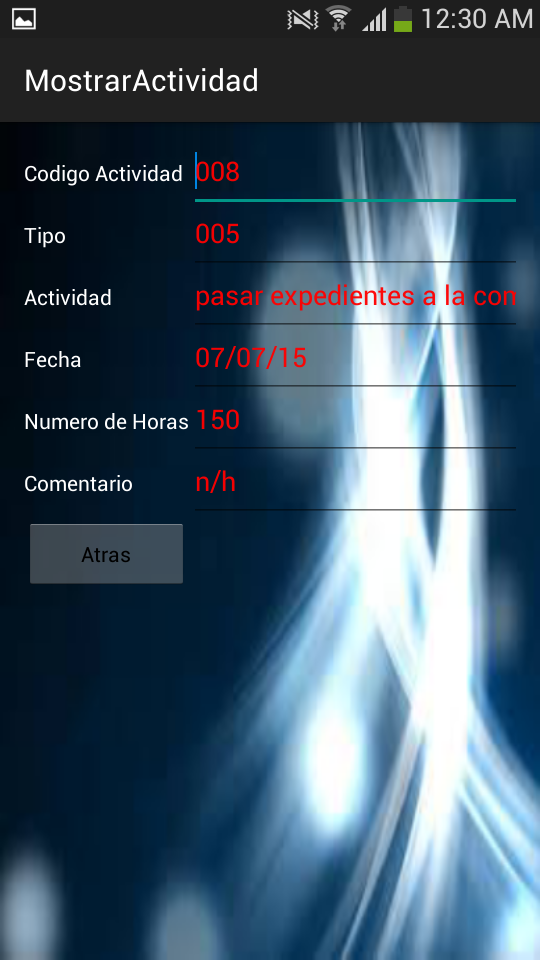 12:30 AM
MostrarActividad
Codigo Actividad 008
Tipo 005
Actividad pasar expedientes a la con
Fecha 07/07/15
Numero de Horas 150
Comentario n/h
Atras